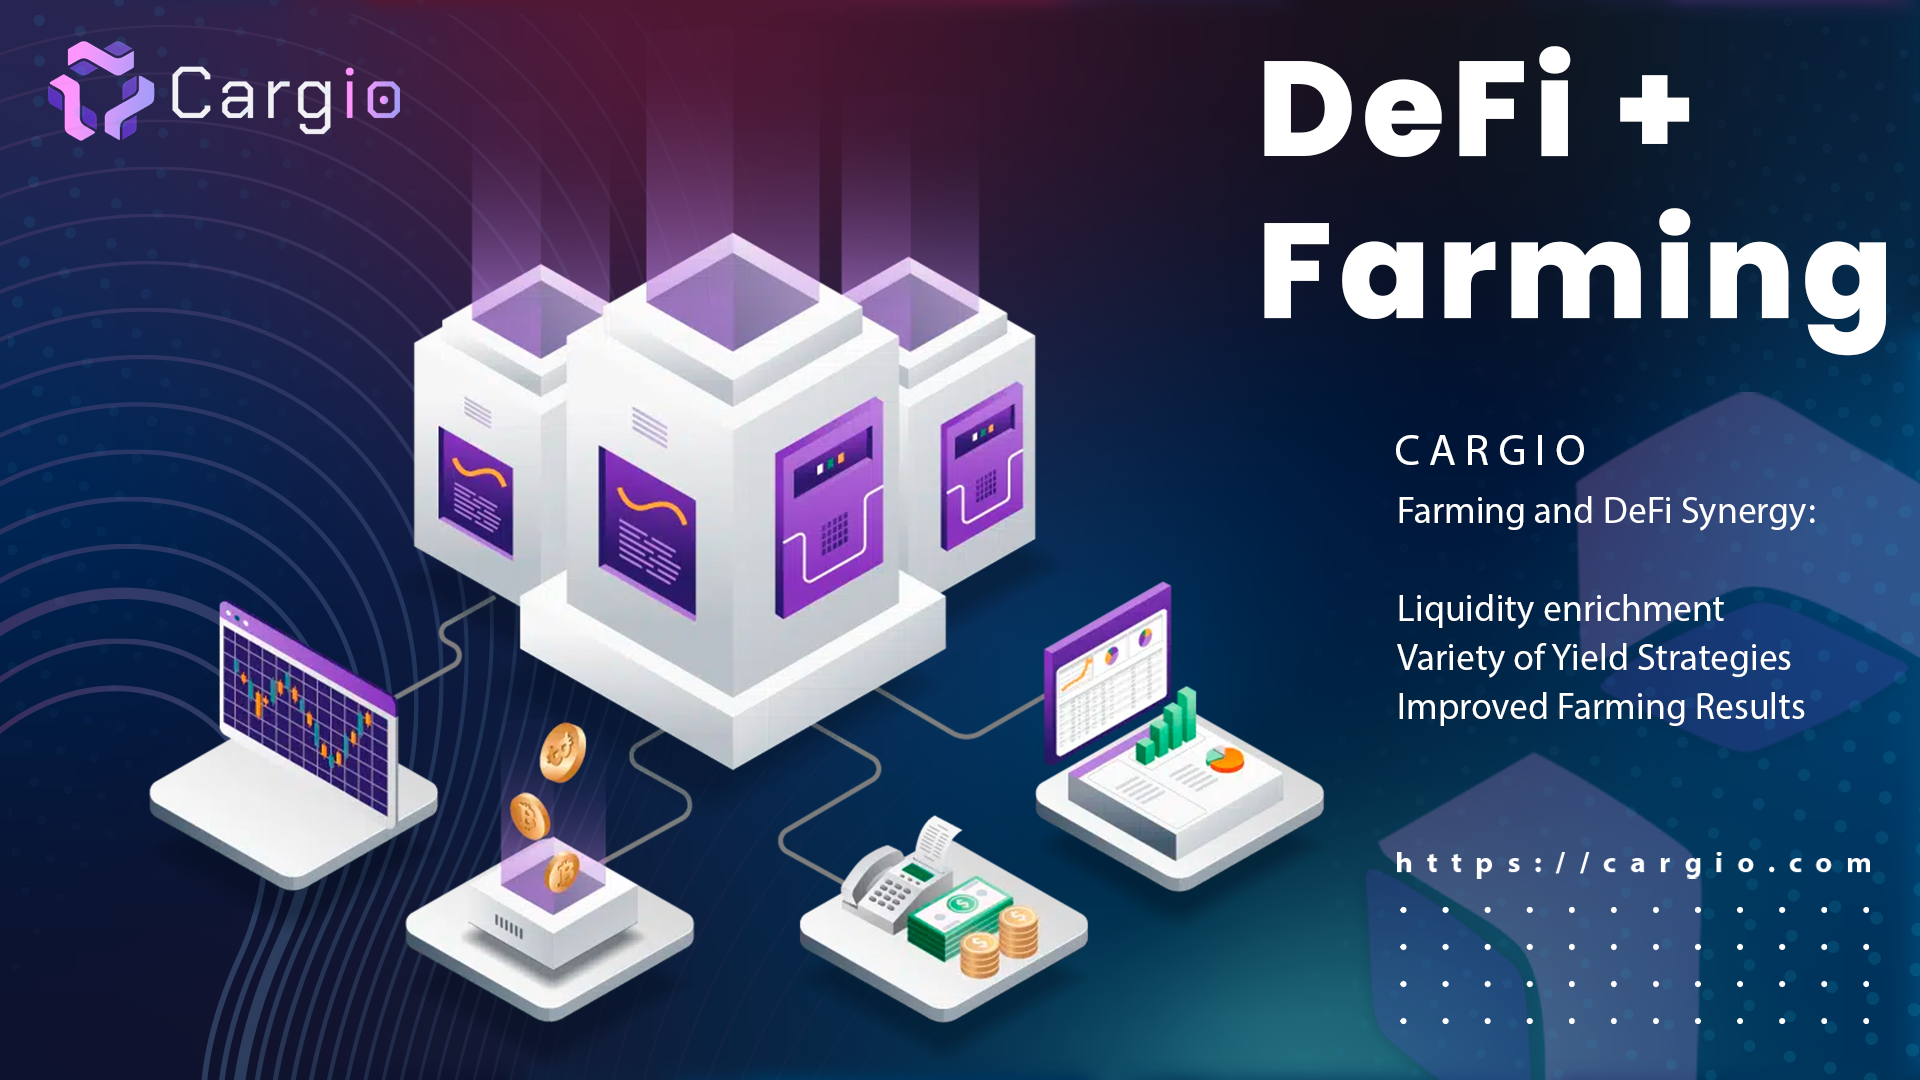 Cargio
DeFi +
Farming
CARGIO
Farming and DeFi Synergy:
Liquidity enrichment
Variety of Yield Strategies
Improved Farming Results
https://cargio.com